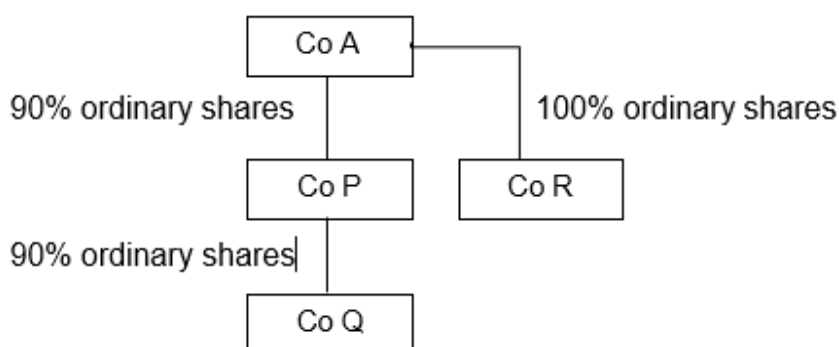 Co A
90% ordinary shares
100% ordinary shares
Co P
Co R
90% ordinary shares
Co Q